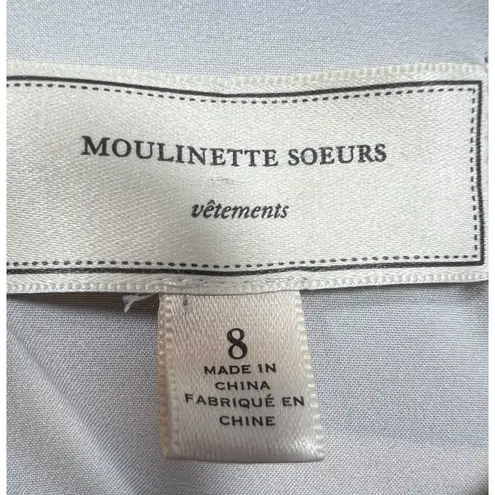 MOULINETTE SOEURS
vêtements
8
MADE IN
CHINA
FABRIQUÉ EN
CHINE